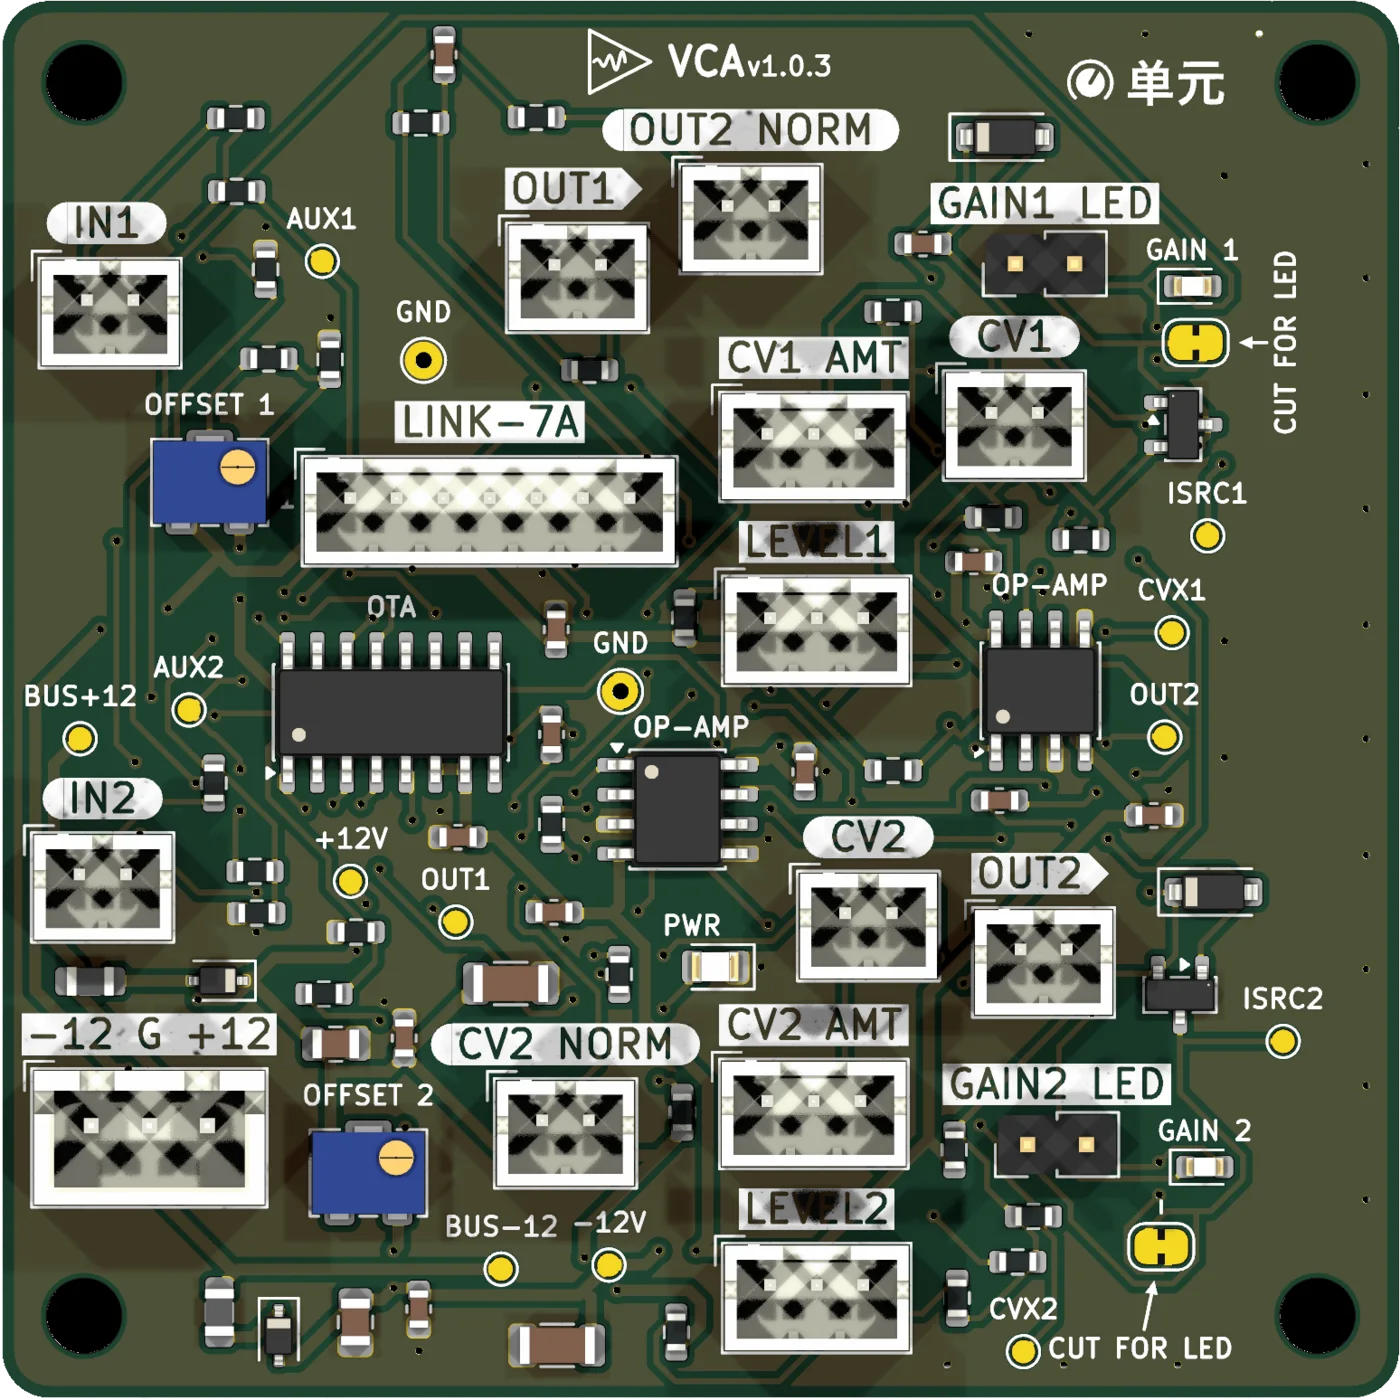 VCA v1.0.3
单元
OUT2 NORM
OUT1
GAIN1 LED
IN1
AUX1
GAIN 1
CUT FOR LED
GND
CV1
CV1 AMT
OFFSET 1
LINK-7A
1
ISRC1
LEVEL1
OP-AMP
CVX1
OTA
GND
AUX2
BUS+12
OUT2
OP-AMP
IN2
+12V
CV2
OUT1
OUT2
PWR
ISRC2
-12 G +12
CV2 NORM
CV2 AMT
OFFSET 2
GAIN2 LED
GAIN 2
LEVEL2
BUS-12
-12V
CVX2
CUT FOR LED